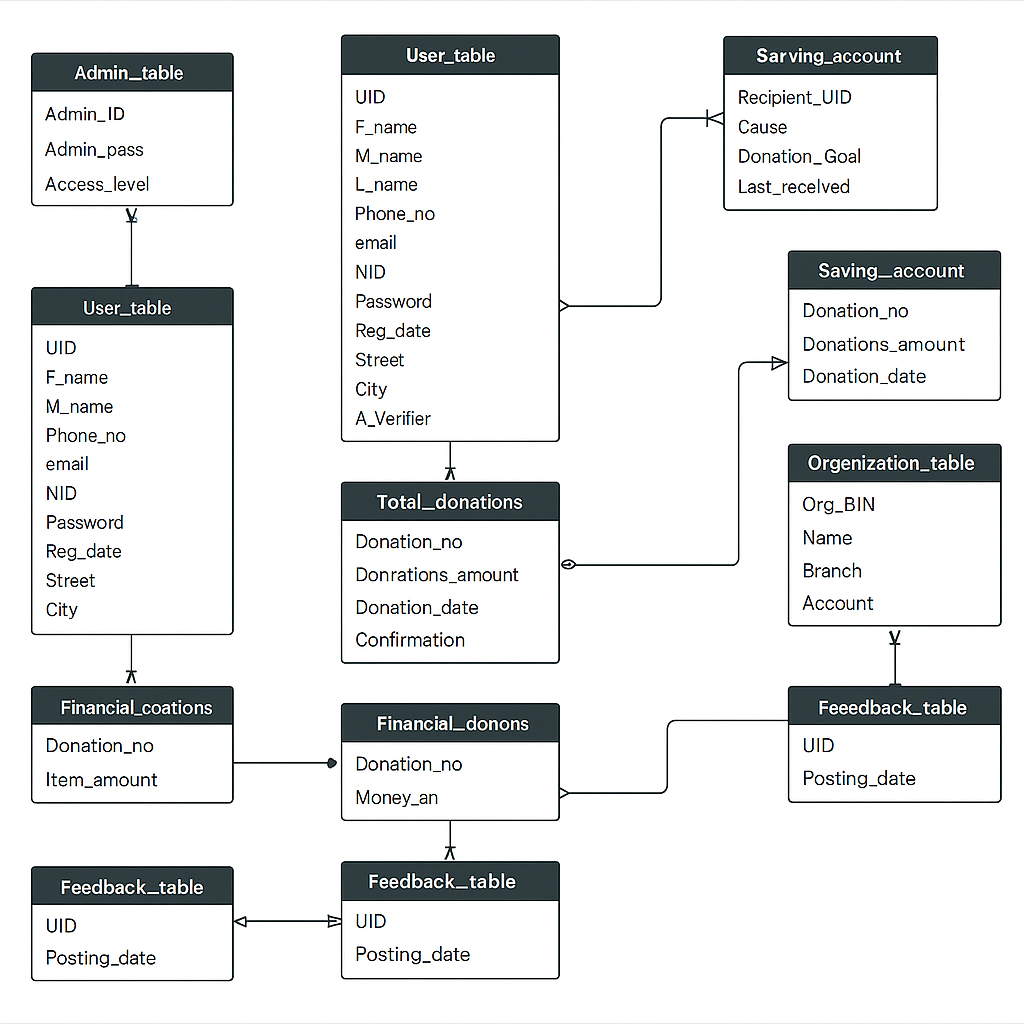 Admin_table
Admin_ID
Admin_pass
Access_level
User_table
UID
F_name
M_name
Phone_no
email
NID
Password
Reg_date
Street
City
Financial_coations
Donation_no
Item_amount
Feedback_table
UID
Posting_date
User_table
UID
F_name
M_name
L_name
Phone_no
email
NID
Password
Reg_date
Street
City
A_Verifier
Total_donations
Donation_no
Donrations_amount
Donation_date
Confirmation
Financial_donons
Donation_no
Money_an
Feedback_table
UID
Posting_date
Sarving_account
Recipient_UID
Cause
Donation_Goal
Last_recelved
Saving_account
Donation_no
Donations_amount
Donation_date
Orgenization_table
Org_BIN
Name
Branch
Account
Feeedback_table
UID
Posting_date